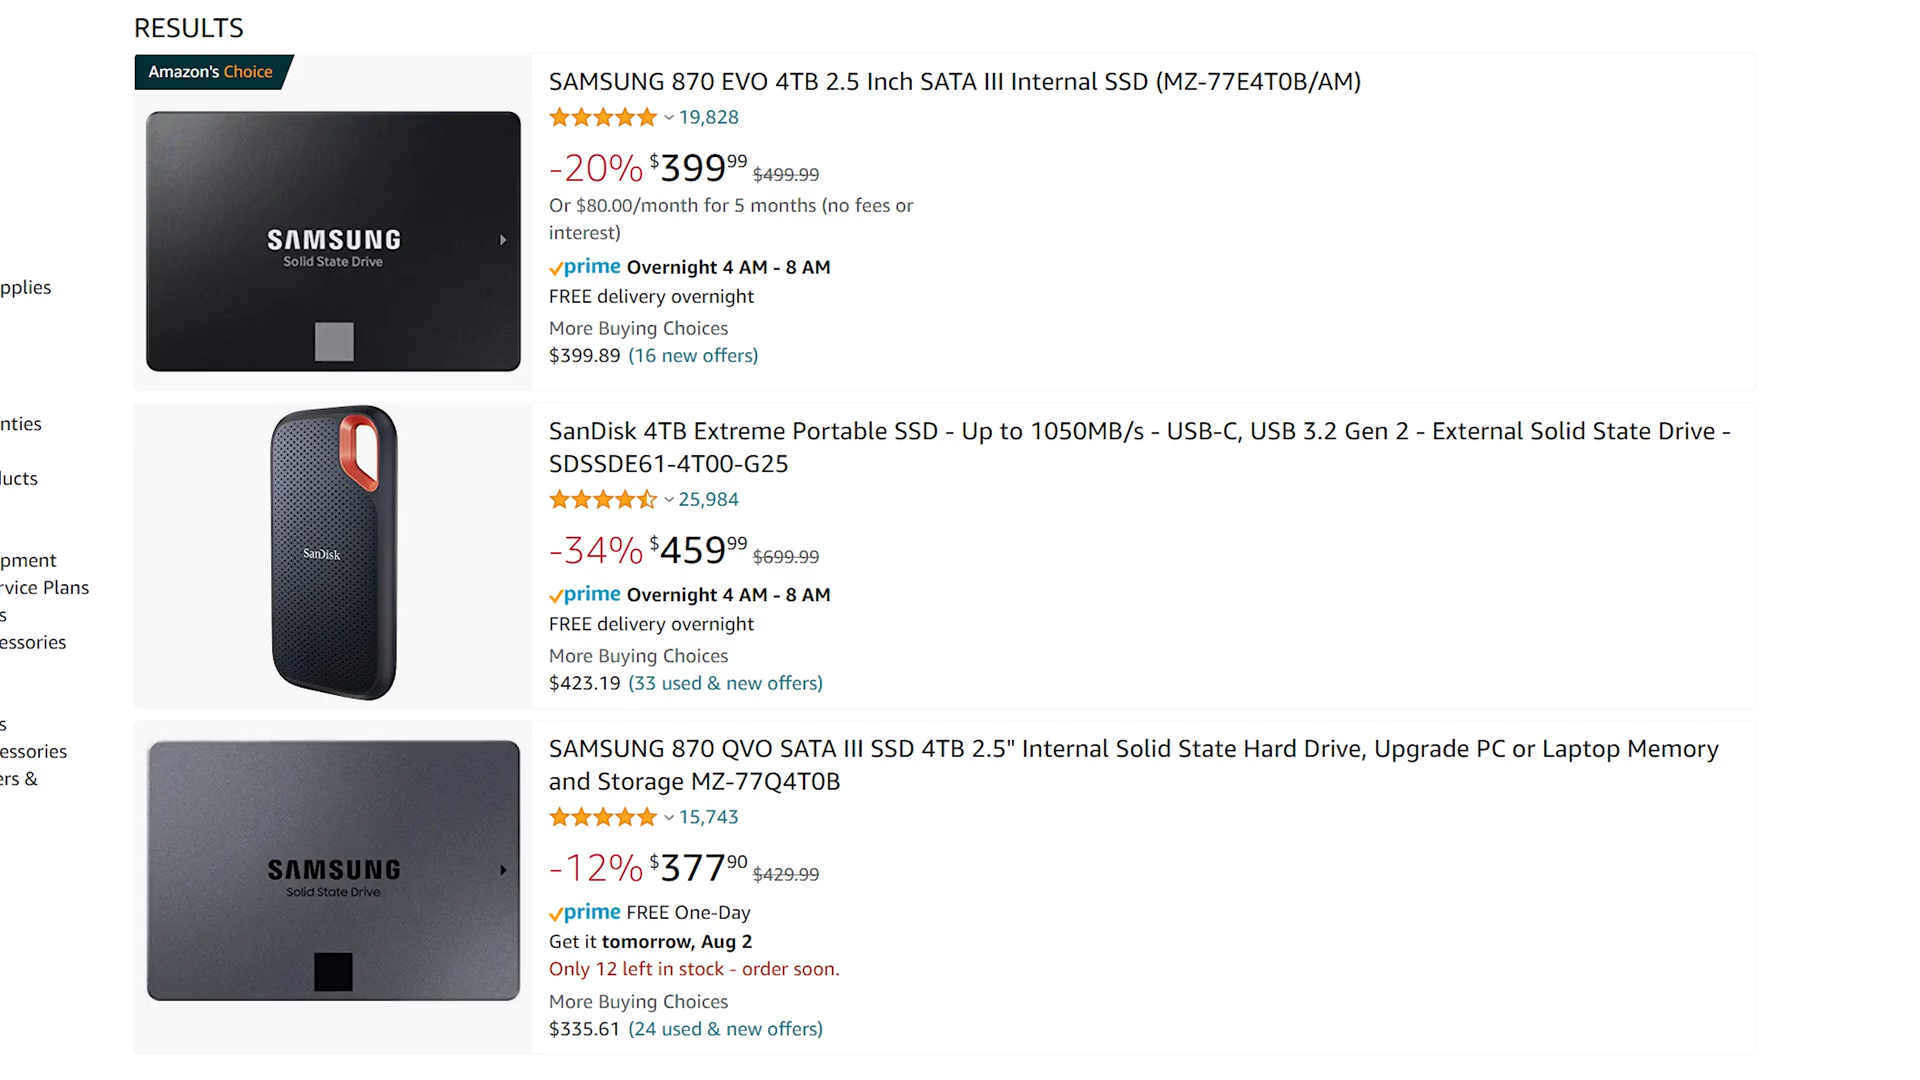 RESULTS
Amazon's Choice
SAMSUNG
Solid State Drive
SAMSUNG 870 EVO 4TB 2.5 Inch SATA III Internal SSD (MZ-77E4T0B/AM)
19,828
-20% $399.99 $499.99
Or $80.00/month for 5 months (no fees or
interest)
prime Overnight 4 AM - 8 AM
FREE delivery overnight
More Buying Choices
$399.89 (16 new offers)
SanDisk
SanDisk 4TB Extreme Portable SSD - Up to 1050MB/s - USB-C, USB 3.2 Gen 2 - External Solid State Drive -
SDSSDE61-4T00-G25
25,984
-34% $459.99 $699.99
prime Overnight 4 AM - 8 AM
FREE delivery overnight
More Buying Choices
$423.19 (33 used & new offers)
SAMSUNG
Solid State Drive
SAMSUNG 870 QVO SATA III SSD 4TB 2.5" Internal Solid State Hard Drive, Upgrade PC or Laptop Memory
and Storage MZ-77Q4T0B
15,743
-12% $377.90 $429.99
prime FREE One-Day
Get it tomorrow, Aug 2
Only 12 left in stock - order soon.
More Buying Choices
$335.61 (24 used & new offers)
pplies
nties
lucts
pment
rvice Plans
s
essories
s
essories
ers &